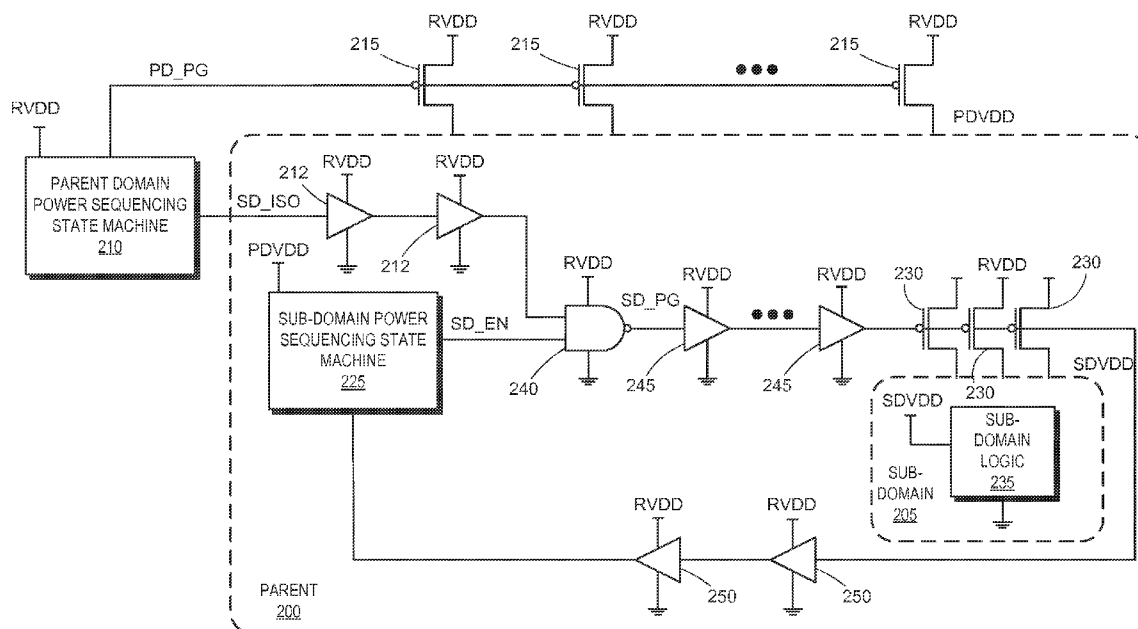 RVDD
RVDD
RVDD
215
215
215
PD_PG
RVDD
PDVDD
PARENT DOMAIN
POWER SEQUENCING
STATE MACHINE
210
SD_ISO
212
RVDD
RVDD
212
PDVDD
SUB-DOMAIN POWER
SEQUENCING STATE
MACHINE
225
SD_EN
RVDD
240
SD_PG
RVDD
245
RVDD
245
230
RVDD
230
230
SDVDD
SDVDD
SUB-
DOMAIN
LOGIC
235
SUB-
DOMAIN
205
RVDD
250
RVDD
250
PARENT
200